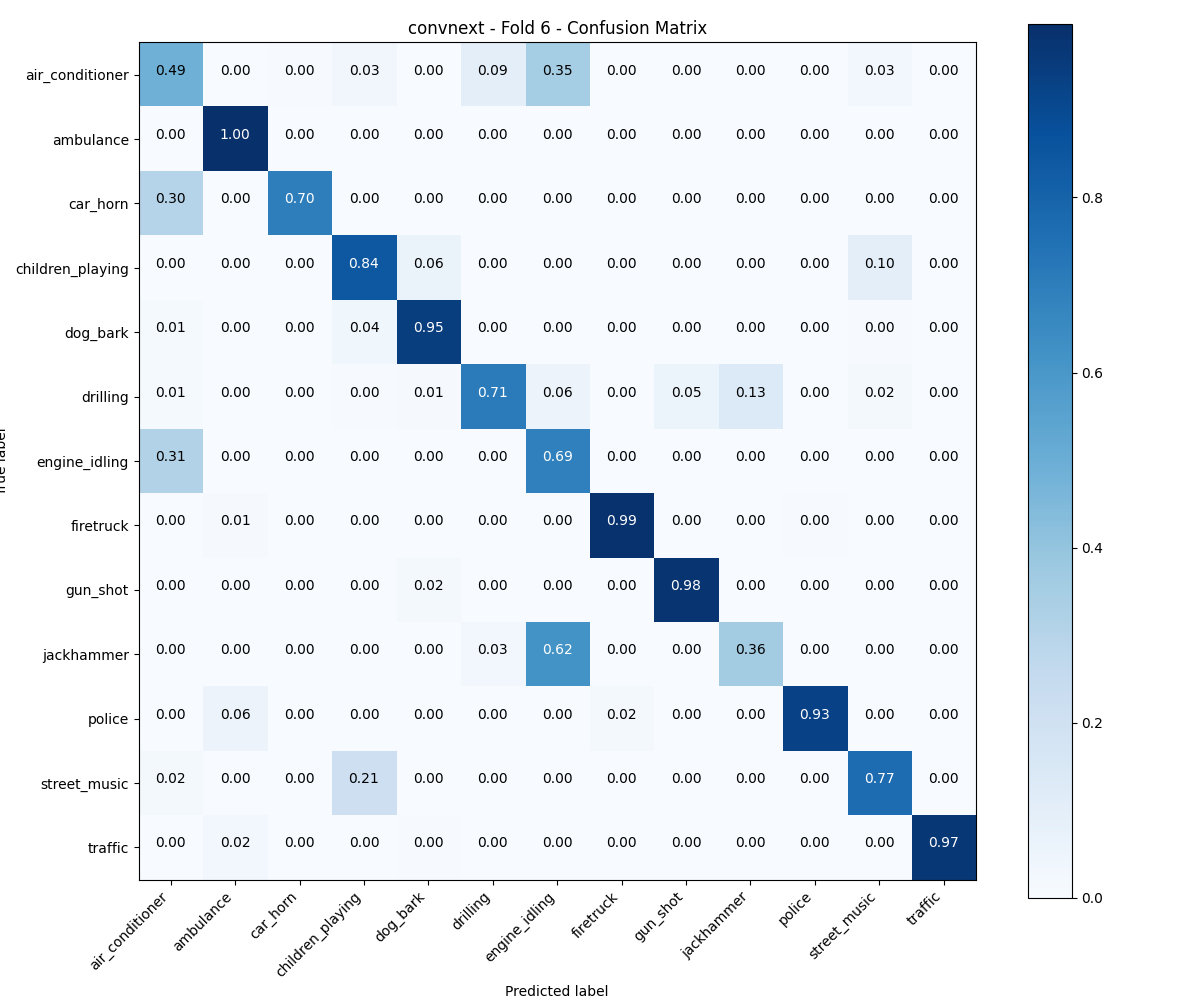 convnext - Fold 6 - Confusion Matrix
air_conditioner 0.49 0.00 0.00 0.03 0.00 0.09 0.35 0.00 0.00 0.00 0.00 0.03 0.00
ambulance 0.00 1.00 0.00 0.00 0.00 0.00 0.00 0.00 0.00 0.00 0.00 0.00 0.00
car_horn 0.30 0.00 0.70 0.00 0.00 0.00 0.00 0.00 0.00 0.00 0.00 0.00 0.00
children_playing 0.00 0.00 0.00 0.84 0.06 0.00 0.00 0.00 0.00 0.00 0.00 0.10 0.00
dog_bark 0.01 0.00 0.00 0.04 0.95 0.00 0.00 0.00 0.00 0.00 0.00 0.00 0.00
drilling 0.01 0.00 0.00 0.00 0.01 0.71 0.06 0.00 0.05 0.13 0.00 0.02 0.00
engine_idling 0.31 0.00 0.00 0.00 0.00 0.00 0.69 0.00 0.00 0.00 0.00 0.00 0.00
firetruck 0.00 0.01 0.00 0.00 0.00 0.00 0.00 0.99 0.00 0.00 0.00 0.00 0.00
gun_shot 0.00 0.00 0.00 0.00 0.02 0.00 0.00 0.00 0.98 0.00 0.00 0.00 0.00
jackhammer 0.00 0.00 0.00 0.00 0.00 0.03 0.62 0.00 0.00 0.36 0.00 0.00 0.00
police 0.00 0.06 0.00 0.00 0.00 0.00 0.00 0.02 0.00 0.00 0.93 0.00 0.00
street_music 0.02 0.00 0.00 0.21 0.00 0.00 0.00 0.00 0.00 0.00 0.00 0.77 0.00
traffic 0.00 0.02 0.00 0.00 0.00 0.00 0.00 0.00 0.00 0.00 0.00 0.00 0.97
air_conditioner ambulance car_horn children_playing dog_bark drilling engine_idling firetruck gun_shot jackhammer police street_music traffic
Predicted label
0.8
0.6
0.4
0.2
0.0